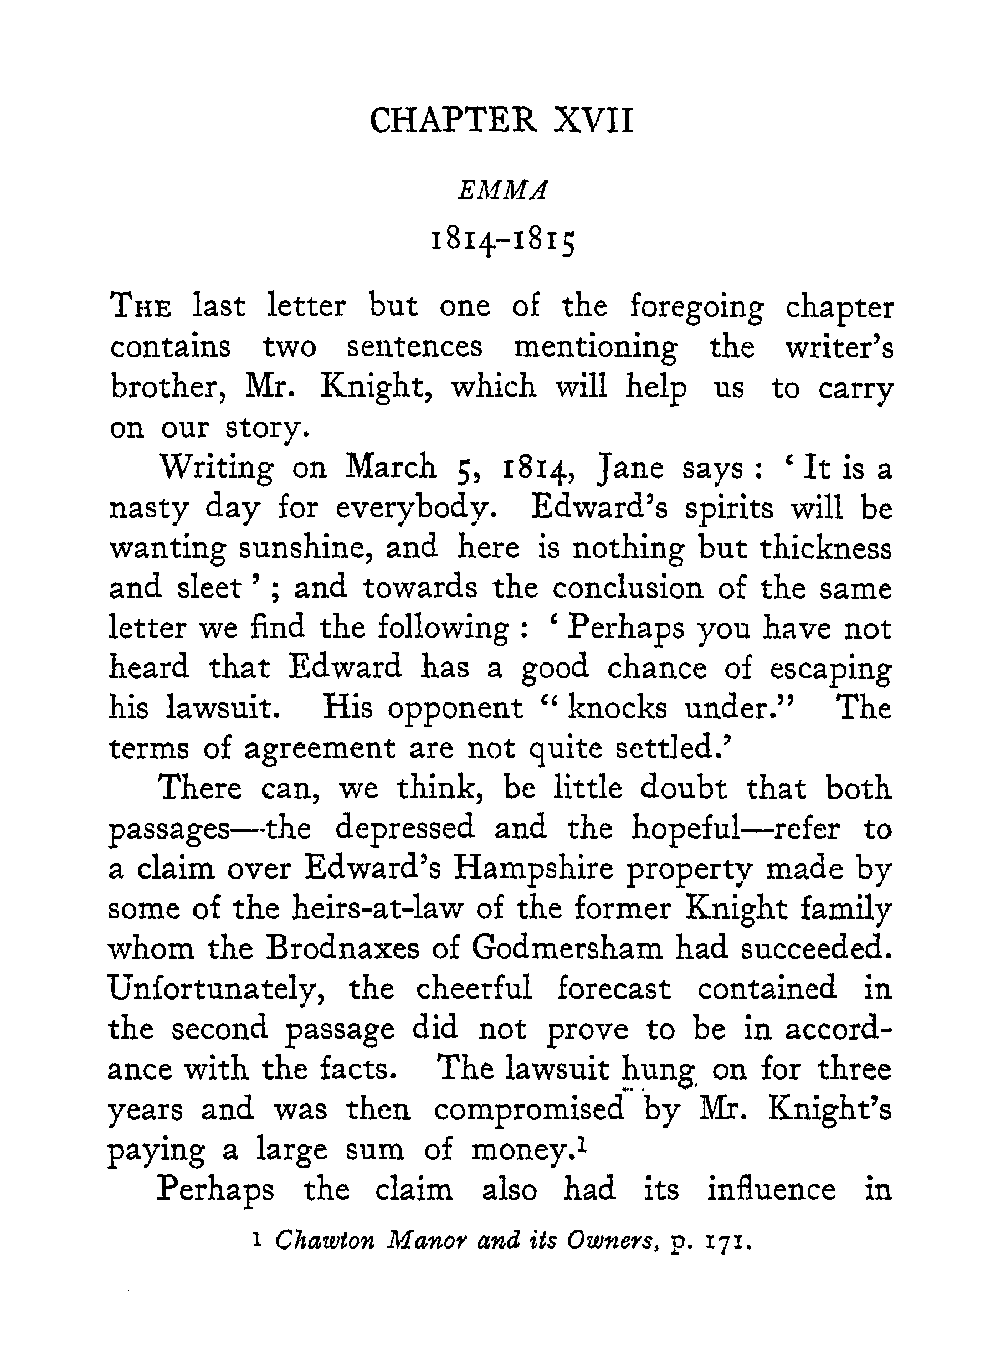 CHAPTER XVII
EMMA
1814–1815
THE last letter but one of the foregoing chapter
contains two sentences mentioning the writer's
brother, Mr. Knight, which will help us to carry
on our story.
Writing on March 5, 1814, Jane says : ‘ It is a
nasty day for everybody. Edward's spirits will be
wanting sunshine, and here is nothing but thickness
and sleet ’ ; and towards the conclusion of the same
letter we find the following : ‘ Perhaps you have not
heard that Edward has a good chance of escaping
his lawsuit. His opponent “ knocks under.” The
terms of agreement are not quite settled.’
There can, we think, be little doubt that both
passages—the depressed and the hopeful—refer to
a claim over Edward's Hampshire property made by
some of the heirs-at-law of the former Knight family
whom the Brodnaxes of Godmersham had succeeded.
Unfortunately, the cheerful forecast contained in
the second passage did not prove to be in accord-
ance with the facts. The lawsuit hung on for three
years and was then compromised by Mr. Knight's
paying a large sum of money.¹
Perhaps the claim also had its influence in
¹ Chawton Manor and its Owners, p. 171.